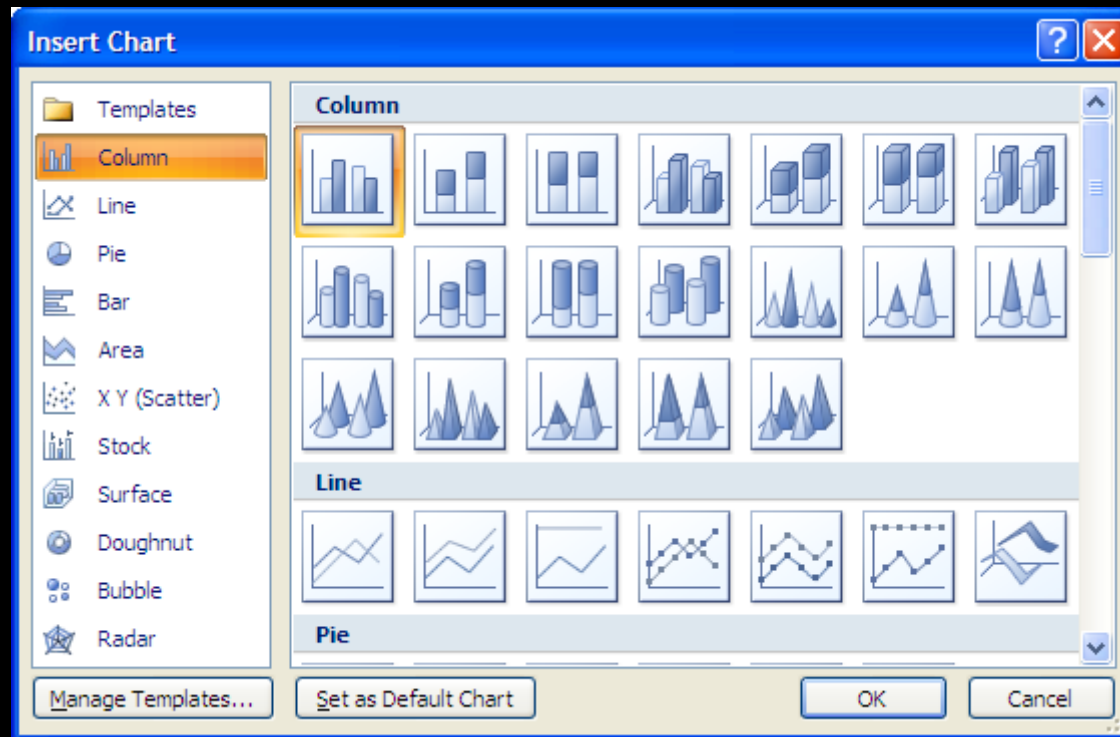 Insert Chart
Templates
Column
Line
Pie
Bar
Area
X Y (Scatter)
Stock
Surface
Doughnut
Bubble
Radar
Column
Line
Pie
Manage Templates...
Set as Default Chart
OK
Cancel